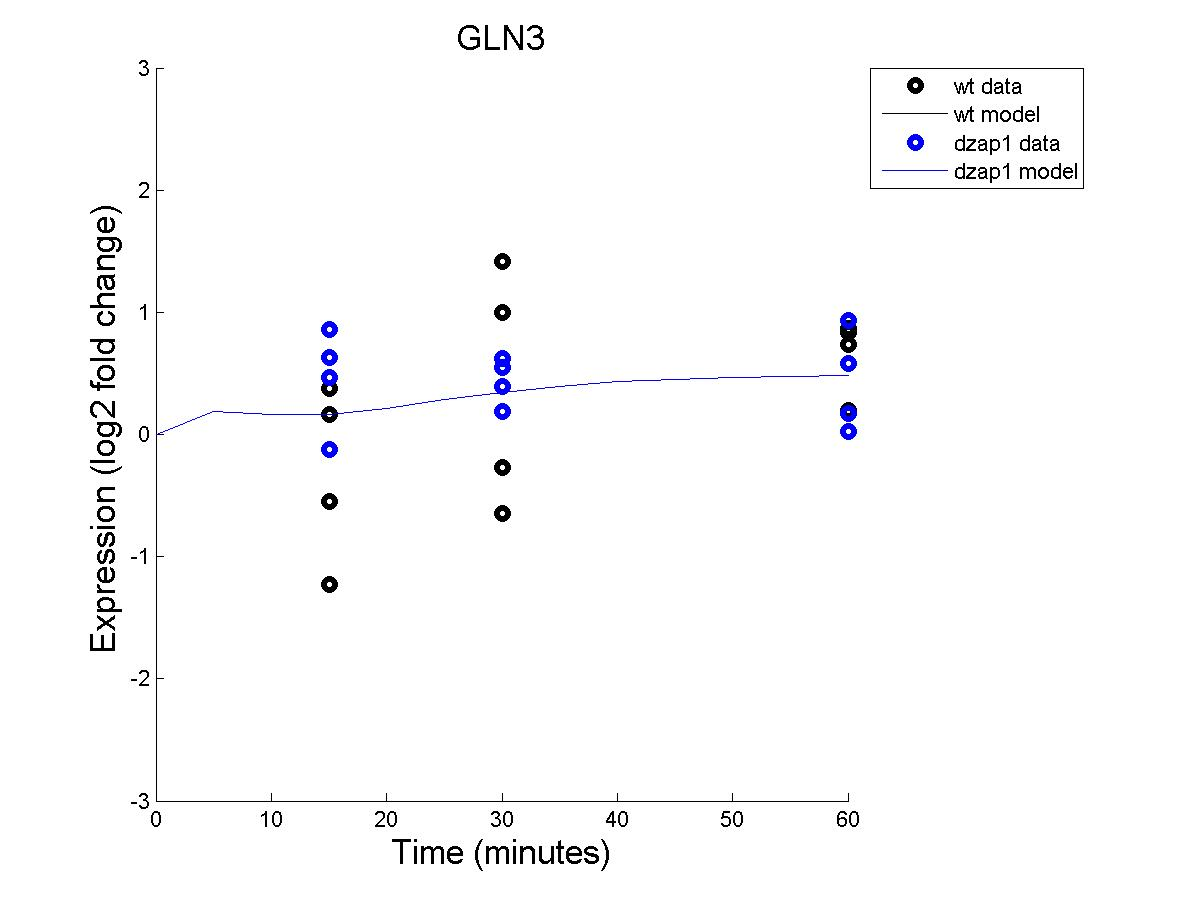 GLN3
wt data
wt model
dzap1 data
dzap1 model
Expression (log2 fold change)
3
2
1
0
-1
-2
-3
0 10 20 30 40 50 60
Time (minutes)